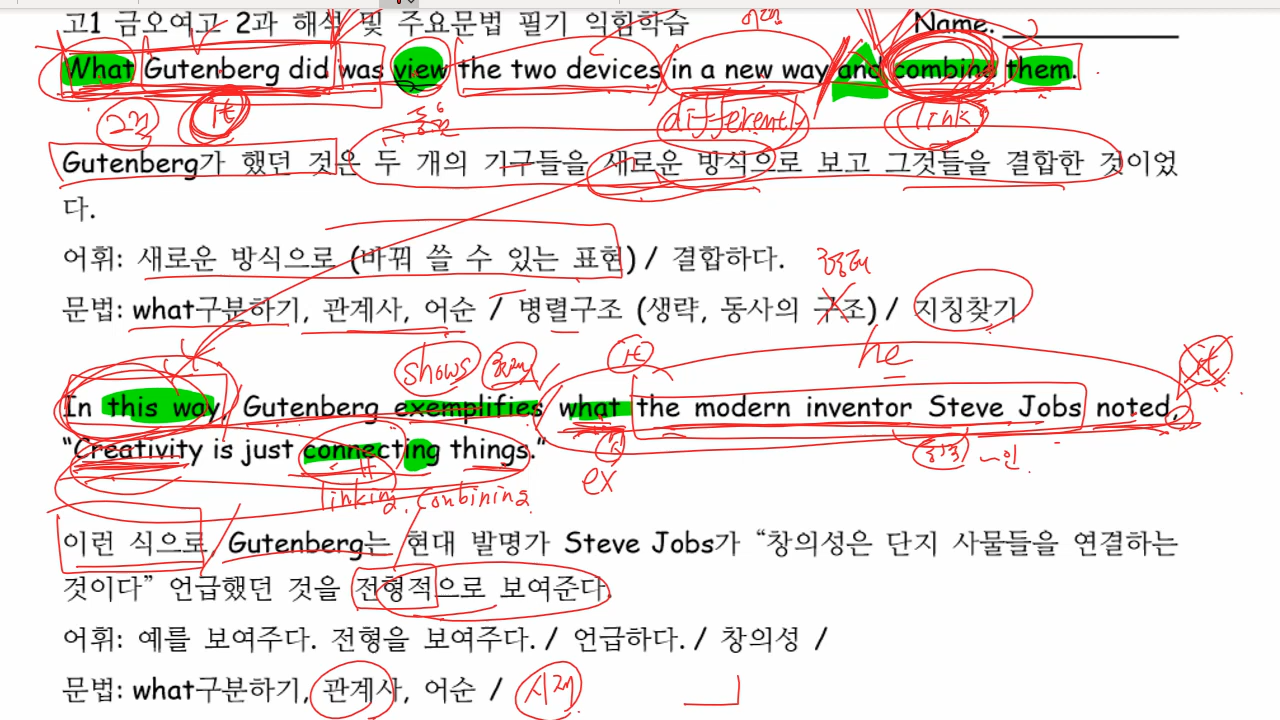 고1 금오여고 2과 해석 및 주요문법 필기 익힘학습 Name. ____________
What Gutenberg did was view the two devices in a new way and combine them.
it differently link
Gutenberg가 했던 것은 두 개의 기구들을 새로운 방식으로 보고 그것들을 결합한 것이었
다.
어휘: 새로운 방식으로 (바꿔 쓸 수 있는 표현) / 결합하다.
문법: what구분하기, 관계사, 어순 / 병렬구조 (생략, 동사의 구조) / 지칭찾기
shows it he it
In this way, Gutenberg exemplifies what the modern inventor Steve Jobs noted,
"Creativity is just connecting things."
linking, combining ex
이런 식으로, Gutenberg는 현대 발명가 Steve Jobs가 "창의성은 단지 사물들을 연결하는
것이다" 언급했던 것을 전형적으로 보여준다.
어휘: 예를 보여주다. 전형을 보여주다. / 언급하다. / 창의성 /
문법: what구분하기, 관계사, 어순 / 시제